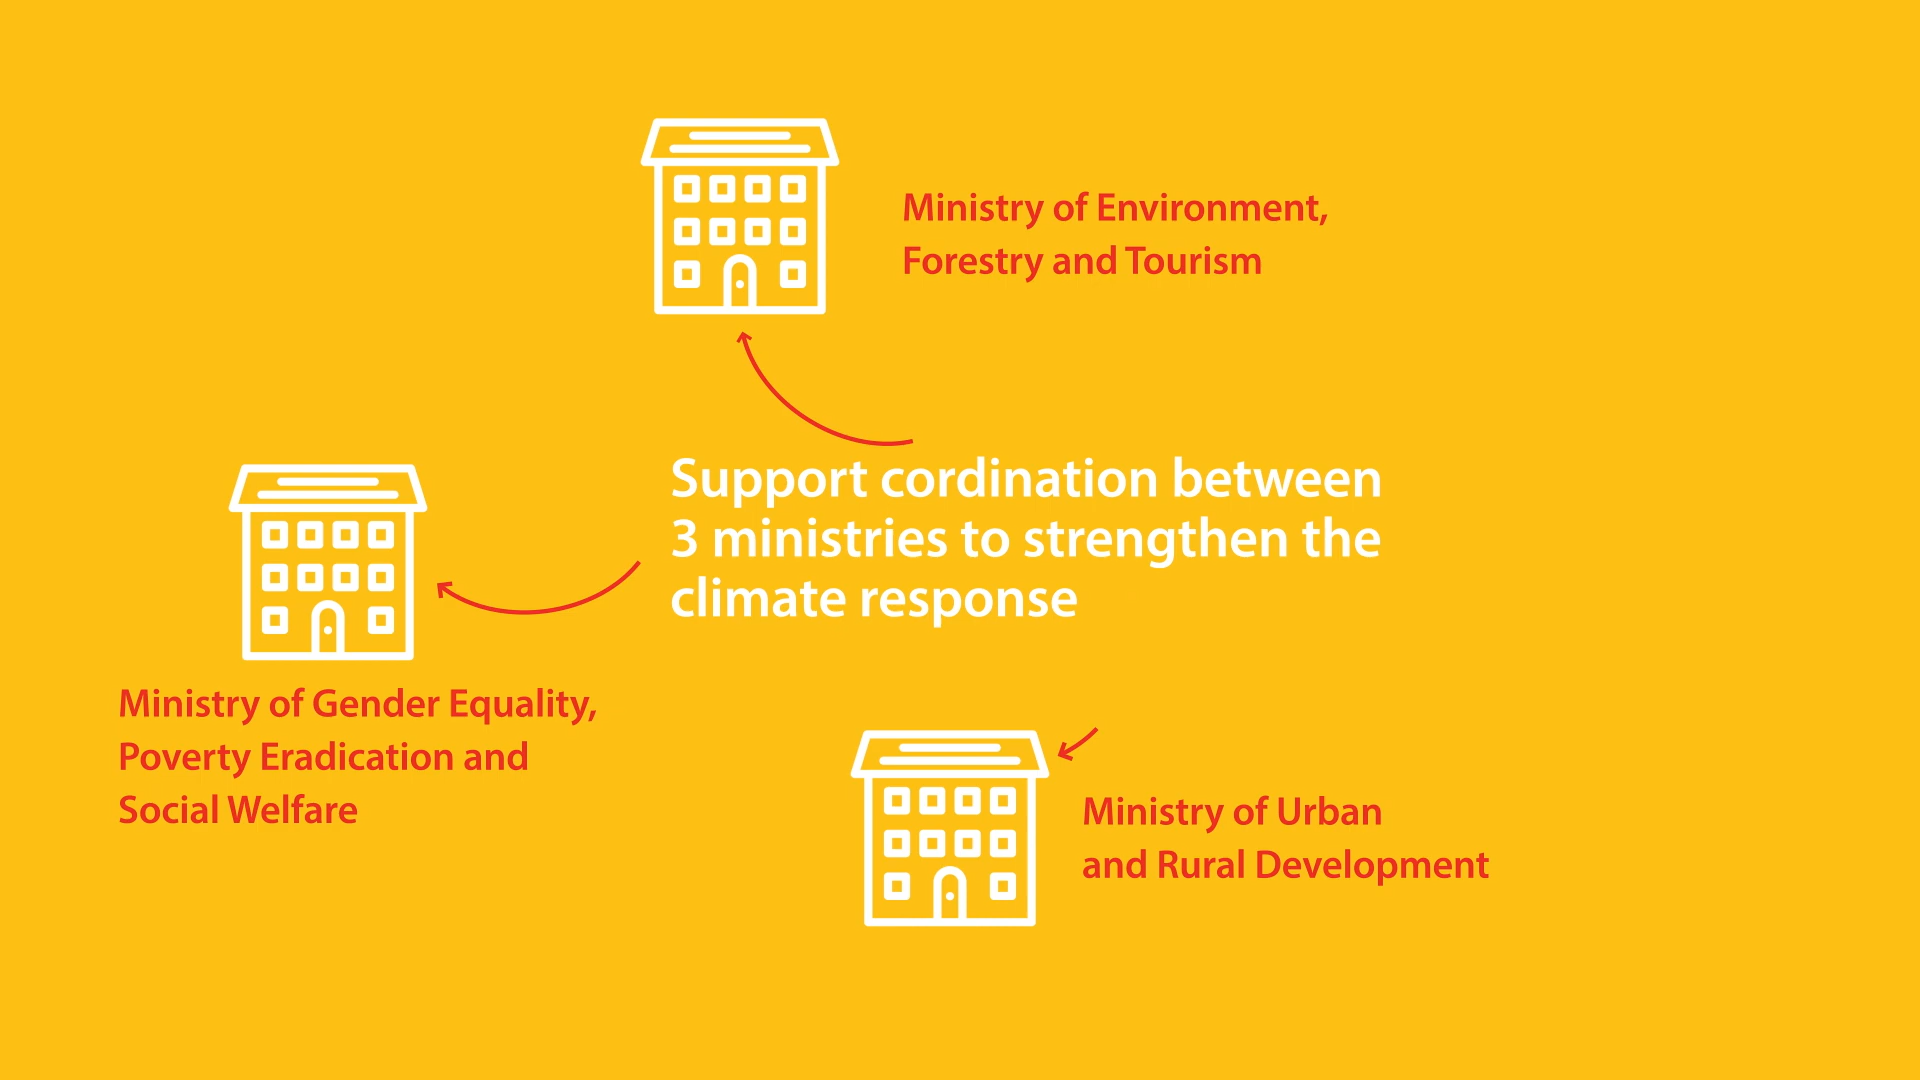 Ministry of Environment,
Forestry and Tourism
Support cordination between
3 ministries to strengthen the
climate response
Ministry of Gender Equality,
Poverty Eradication and
Social Welfare
Ministry of Urban
and Rural Development